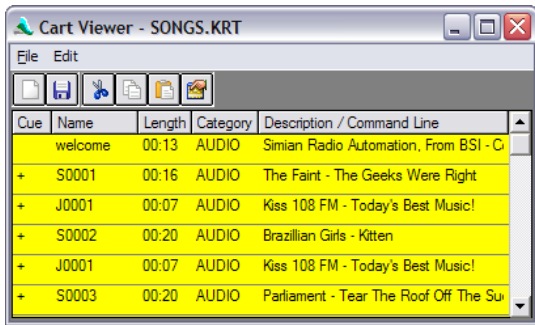 Cart Viewer - SONGS.KRT
File Edit
Cue Name Length Category Description / Command Line
welcome 00:13 AUDIO Simian Radio Automation, From BSI -
+ S0001 00:16 AUDIO The Faint - The Geeks Were Right
+ J0001 00:07 AUDIO Kiss 108 FM - Today's Best Music!
+ S0002 00:20 AUDIO Brazillian Girls - Kitten
+ J0001 00:07 AUDIO Kiss 108 FM - Today's Best Music!
+ S0003 00:20 AUDIO Parliament - Tear The Roof Off The